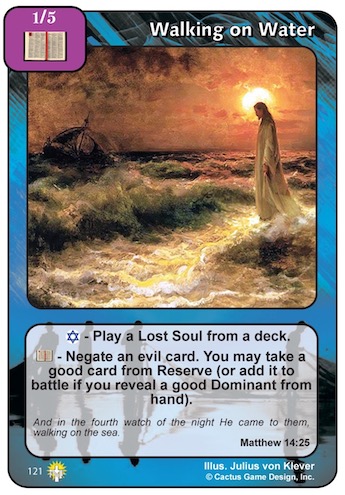 1/5
Walking on Water
- Play a Lost Soul from a deck.
- Negate an evil card. You may take a
good card from Reserve (or add it to
battle if you reveal a good Dominant from
hand).
And in the fourth watch of the night He came to them,
walking on the sea.
Matthew 14:25
121
Illus. Julius von Klever
© Cactus Game Design, Inc.